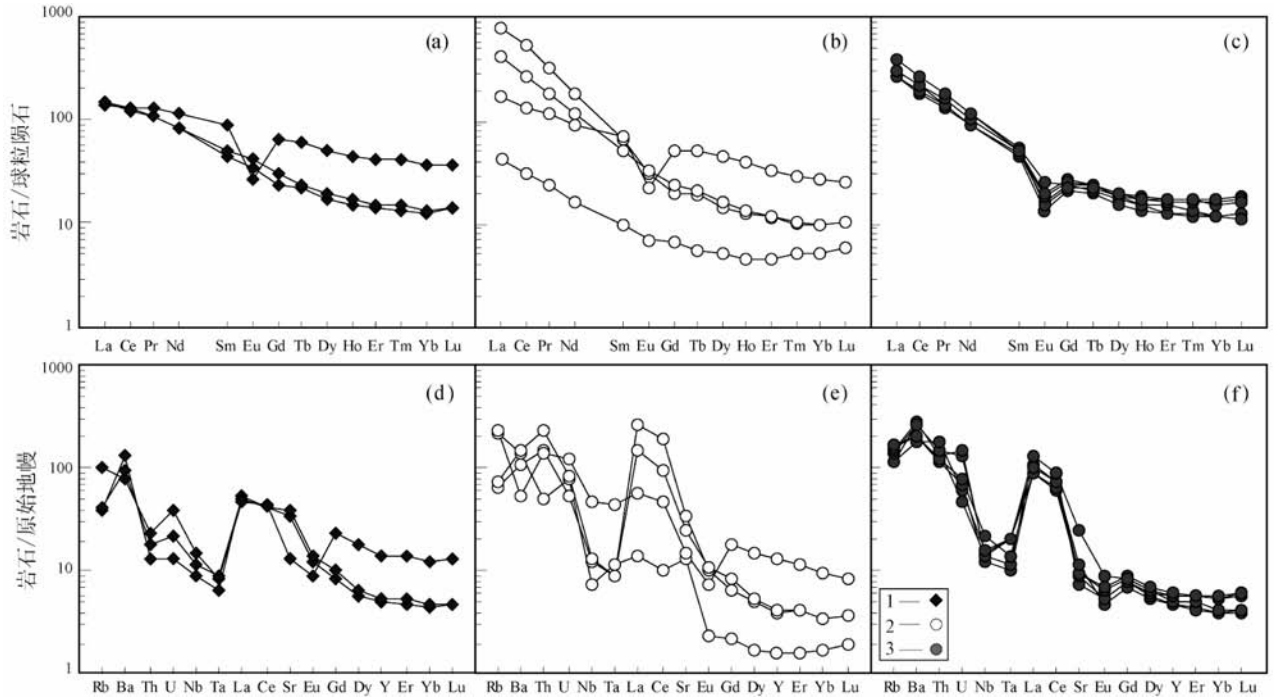 岩石/球粒陨石
1000
100
10
1
(a)
(b)
(c)
La Ce Pr Nd Sm Eu Gd Tb Dy Ho Er Tm Yb Lu
La Ce Pr Nd Sm Eu Gd Tb Dy Ho Er Tm Yb Lu
La Ce Pr Nd Sm Eu Gd Tb Dy Ho Er Tm Yb Lu
岩石/原始地幔
1000
100
10
1
(d)
(e)
(f)
1
2
3
Rb Ba Th U Nb Ta La Ce Sr Eu Gd Dy Y Er Yb Lu
Rb Ba Th U Nb Ta La Ce Sr Eu Gd Dy Y Er Yb Lu
Rb Ba Th U Nb Ta La Ce Sr Eu Gd Dy Y Er Yb Lu